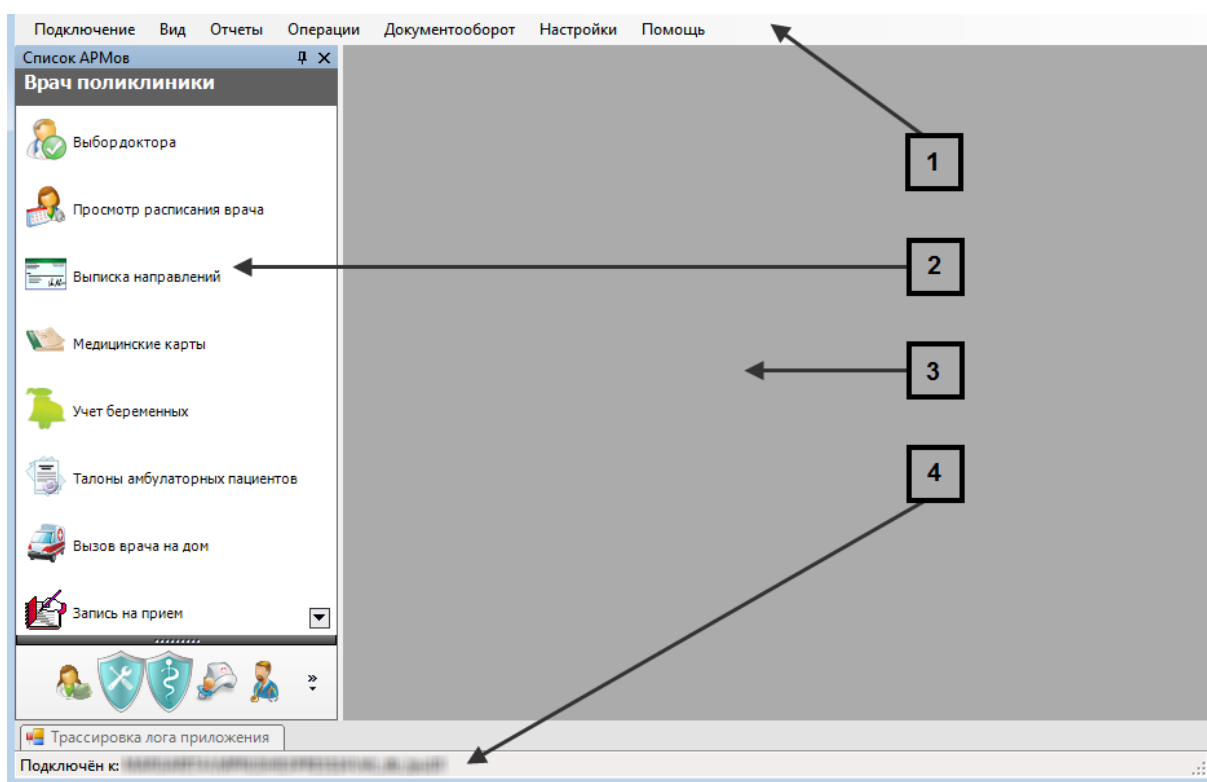 Подключение Вид Отчеты Операции Документооборот Настройки Помощь
Список АРМов
Врач поликлиники
Выбор доктора
1
Просмотр расписания врача
2
Выписка направлений
Медицинские карты
3
Учет беременных
4
Талоны амбулаторных пациентов
Вызов врача на дом
Запись на прием
Трассировка лога приложения
Подключён к: